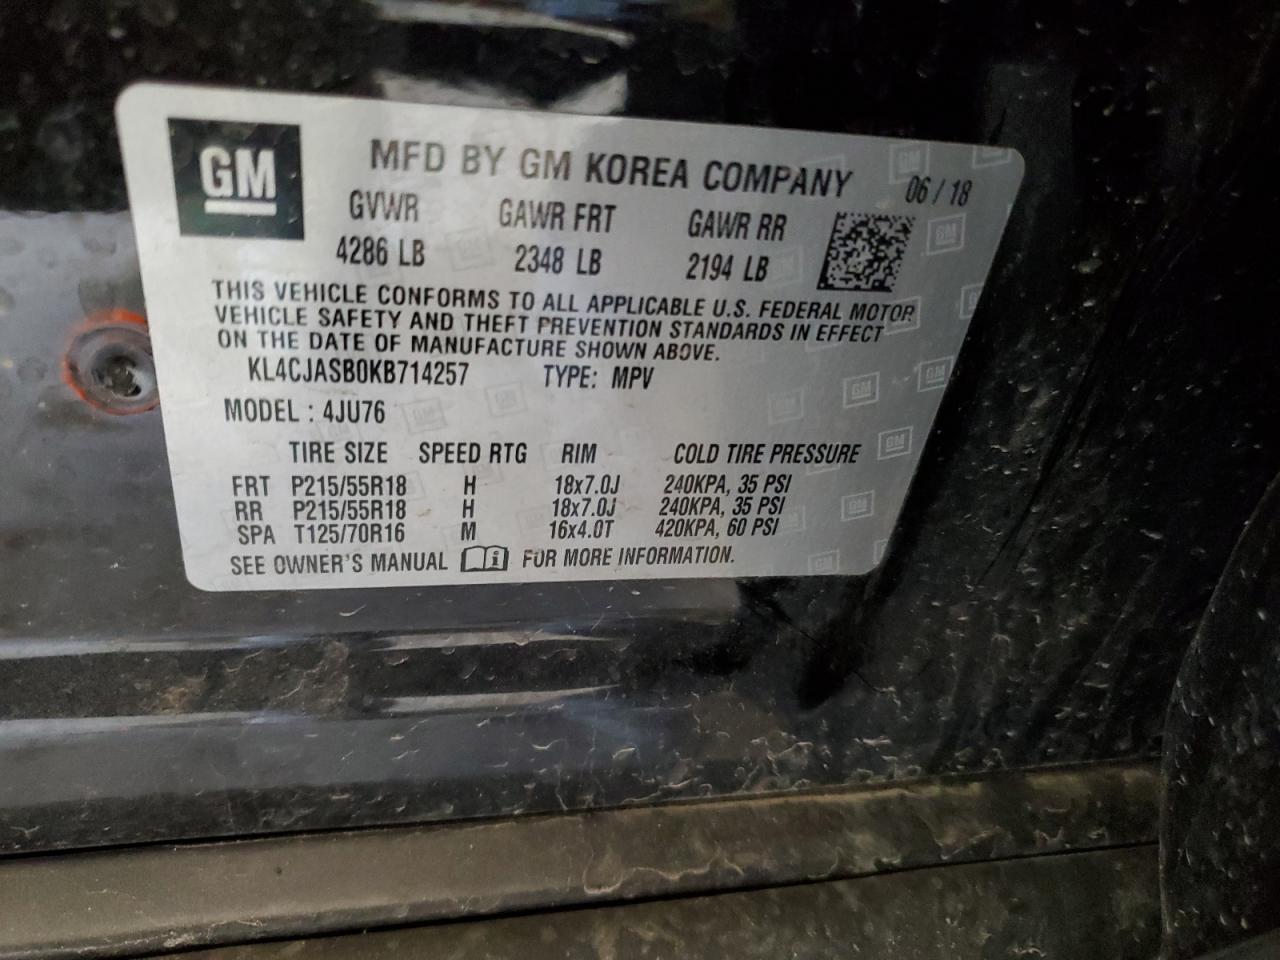 GM
MFD BY GM KOREA COMPANY 06 / 18
GVWR GAWR FRT GAWR RR
4286 LB 2348 LB 2194 LB
THIS VEHICLE CONFORMS TO ALL APPLICABLE U.S. FEDERAL MOTOR
VEHICLE SAFETY AND THEFT PREVENTION STANDARDS IN EFFECT
ON THE DATE OF MANUFACTURE SHOWN ABOVE.
KL4CJASB0KB714257 TYPE: MPV
MODEL : 4JU76
TIRE SIZE SPEED RTG RIM COLD TIRE PRESSURE
FRT P215/55R18 H 18x7.0J 240KPA, 35 PSI
RR P215/55R18 H 18x7.0J 240KPA, 35 PSI
SPA T125/70R16 M 16x4.0T 420KPA, 60 PSI
SEE OWNER'S MANUAL FOR MORE INFORMATION.